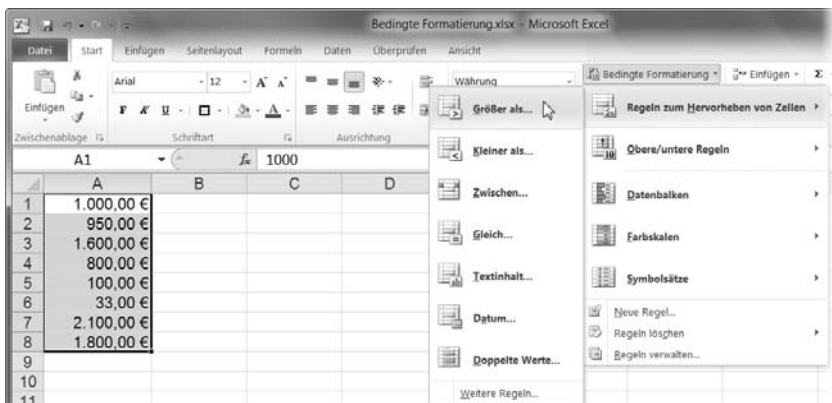 Bedingte Formatierung.xlsx - Microsoft Excel
Datei Start Einfügen Seitenlayout Formeln Daten Überprüfen Ansicht
Arial 12 Währung Bedingte Formatierung Einfügen Σ
Einfügen F K U
Zwischenablage Schriftart Ausrichtung
A1 fx 1000
A B C D
1 1.000,00 €
2 950,00 €
3 1.600,00 €
4 800,00 €
5 100,00 €
6 33,00 €
7 2.100,00 €
8 1.800,00 €
9
10
11
Größer als...
Kleiner als...
Zwischen...
Gleich...
Textinhalt...
Datum...
Doppelte Werte...
Weitere Regeln...
Regeln zum Hervorheben von Zellen
Obere/untere Regeln
Datenbalken
Farbskalen
Symbolsätze
Neue Regel...
Regeln löschen
Regeln verwalten...